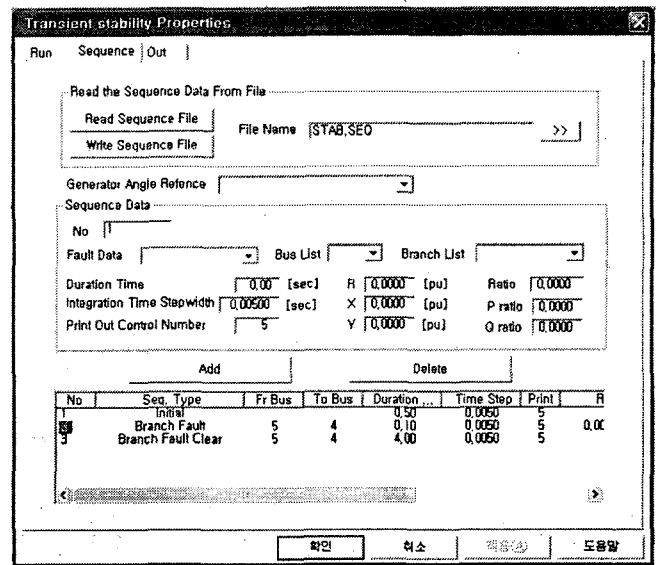 Transient stability Properties
Run Sequence Out
Read the Sequence Data From File
Read Sequence File
Write Sequence File
File Name STAB,SEQ >>
Generator Angle Refence
Sequence Data
No 1
Fault Data Bus List Branch List
Duration Time 0,00 [sec] R 0,0000 [pu] Ratio 0,0000
Integration Time Stepwidth 0,00500 [sec] X 0,0000 [pu] P ratio 0,0000
Print Out Control Number 5 Y 0,0000 [pu] Q ratio 0,0000
Add Delete
No Seq, Type Fr Bus To Bus Duration ,,, Time Step Print R
1 Initial 0,50 0,0050 5
Branch Fault 5 4 0,10 0,0050 5 0,00
3 Branch Fault Clear 5 4 4,00 0,0050 5
확인 취소 적용(A) 도움말